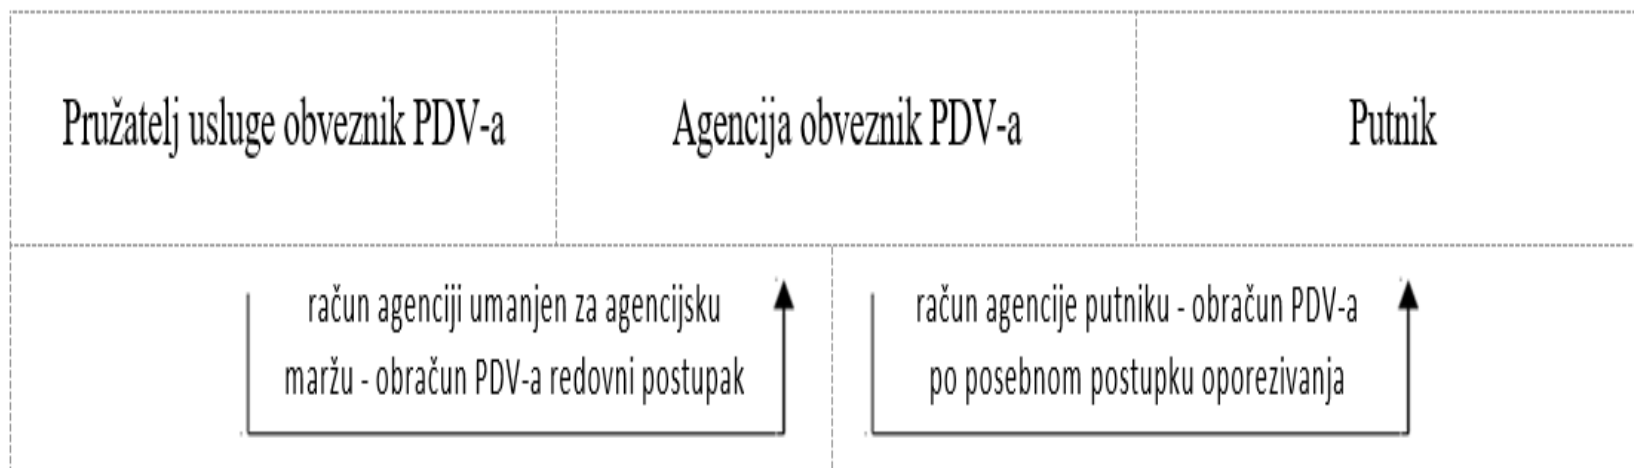 Pružatelj usluge obveznik PDV-a
Agencija obveznik PDV-a
Putnik
račun agenciji umanjen za agencijsku
maržu - obračun PDV-a redovni postupak
račun agencije putniku - obračun PDV-a
po posebnom postupku oporezivanja